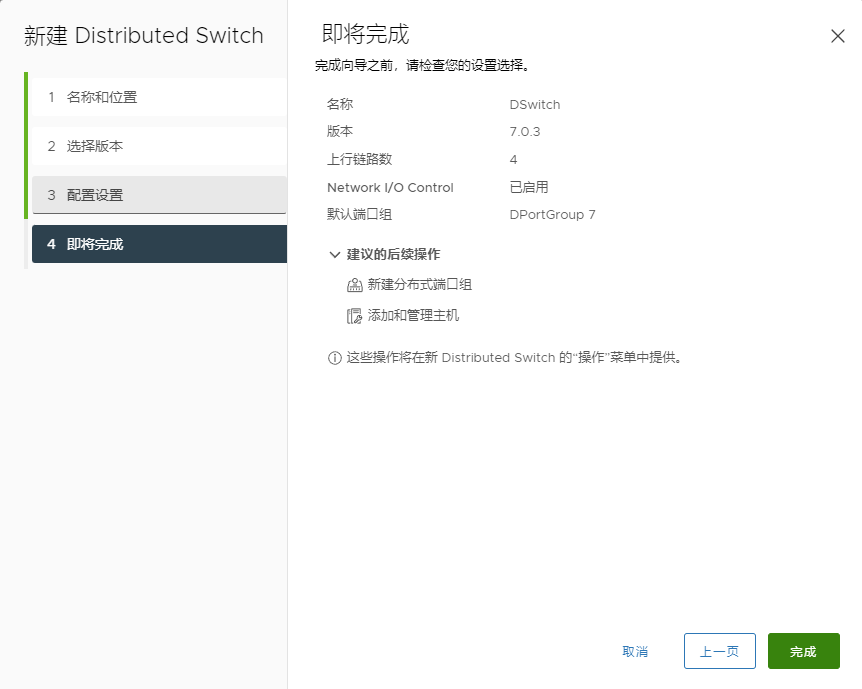 新建 Distributed Switch
1 名称和位置
2 选择版本
3 配置设置
4 即将完成
即将完成
完成向导之前，请检查您的设置选择。
名称 DSwitch
版本 7.0.3
上行链路数 4
Network I/O Control 已启用
默认端口组 DPortGroup 7
建议的后续操作
新建分布式端口组
添加和管理主机
这些操作将在新 Distributed Switch 的“操作”菜单中提供。
取消 上一页 完成